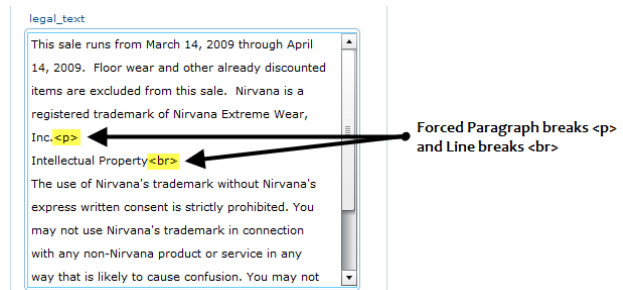 legal_text
This sale runs from March 14, 2009 through April
14, 2009.  Floor wear and other already discounted
items are excluded from this sale.  Nirvana is a
registered trademark of Nirvana Extreme Wear,
Inc.<p>
Intellectual Property<br>
The use of Nirvana's trademark without Nirvana's
express written consent is strictly prohibited. You
may not use Nirvana's trademark in connection
with any non-Nirvana product or service in any
way that is likely to cause confusion. You may not
Forced Paragraph breaks <p>
and Line breaks <br>